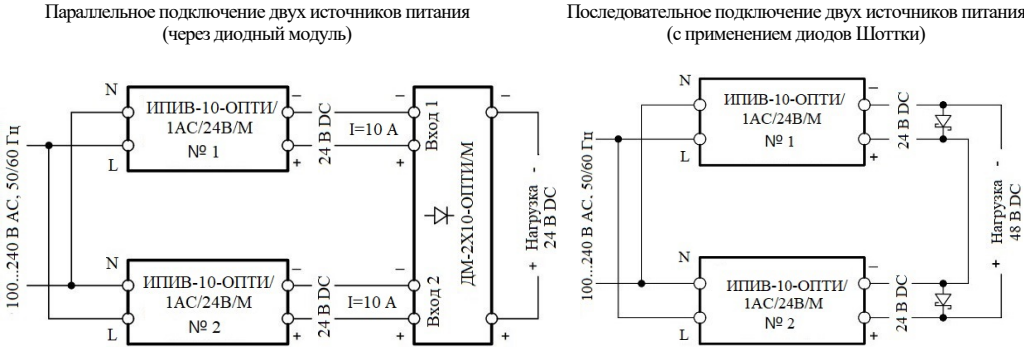 Параллельное подключение двух источников питания
(через диодный модуль)
N
ИПИВ-10-ОПТИ/
1АС/24В/М
№ 1
L
–
24 В DC
+
I=10 А
Вход 1
–
100...240 В АС, 50/60 Гц
ДМ-2Х10-ОПТИ/М
+ Нагрузка -
24 В DC
N
ИПИВ-10-ОПТИ/
1АС/24В/М
№ 2
L
–
24 В DC
+
I=10 А
Вход 2
+
Последовательное подключение двух источников питания
(с применением диодов Шоттки)
N
ИПИВ-10-ОПТИ/
1АС/24В/М
№ 1
L
–
24 В DC
+
100...240 В АС, 50/60 Гц
+ Нагрузка -
48 В DC
N
ИПИВ-10-ОПТИ/
1АС/24В/М
№ 2
L
–
24 В DC
+